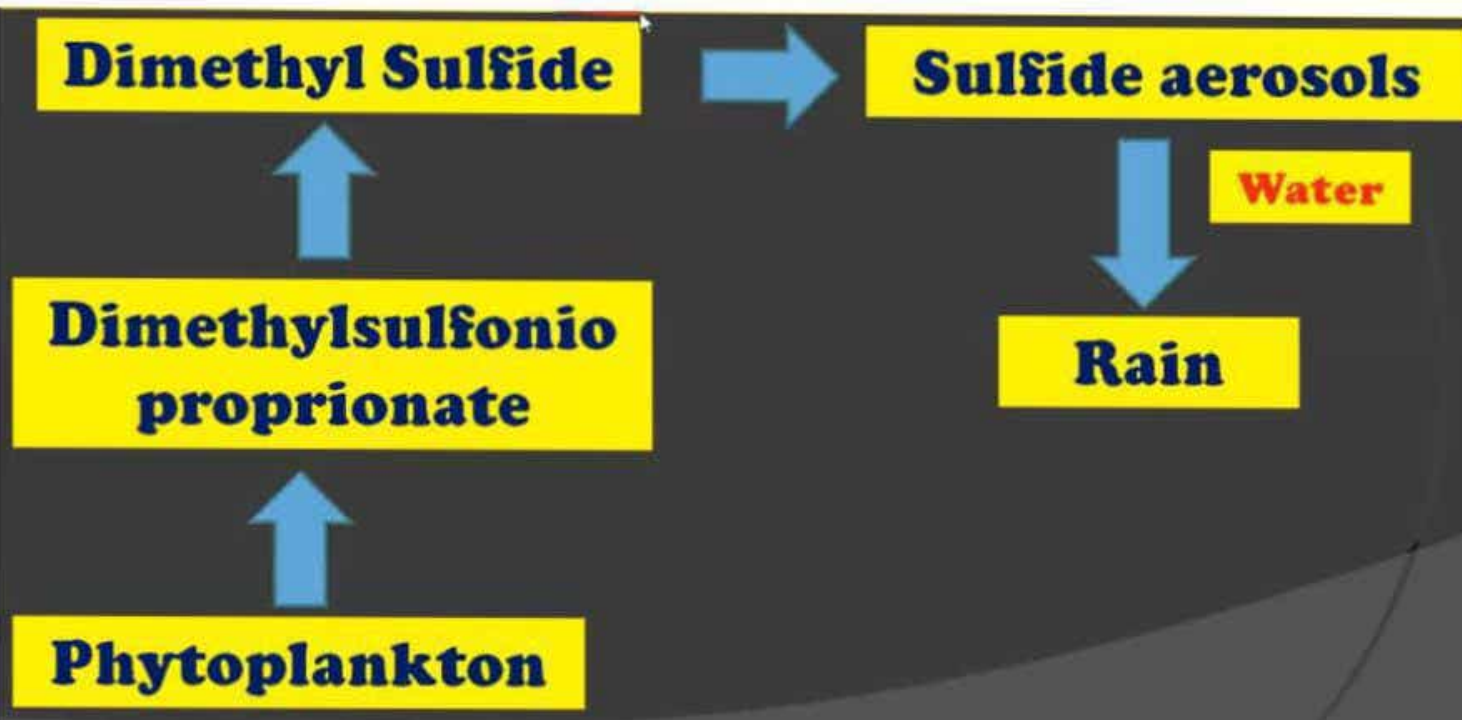 Dimethyl Sulfide
Sulfide aerosols
Water
Dimethylsulfonio
proprionate
Rain
Phytoplankton